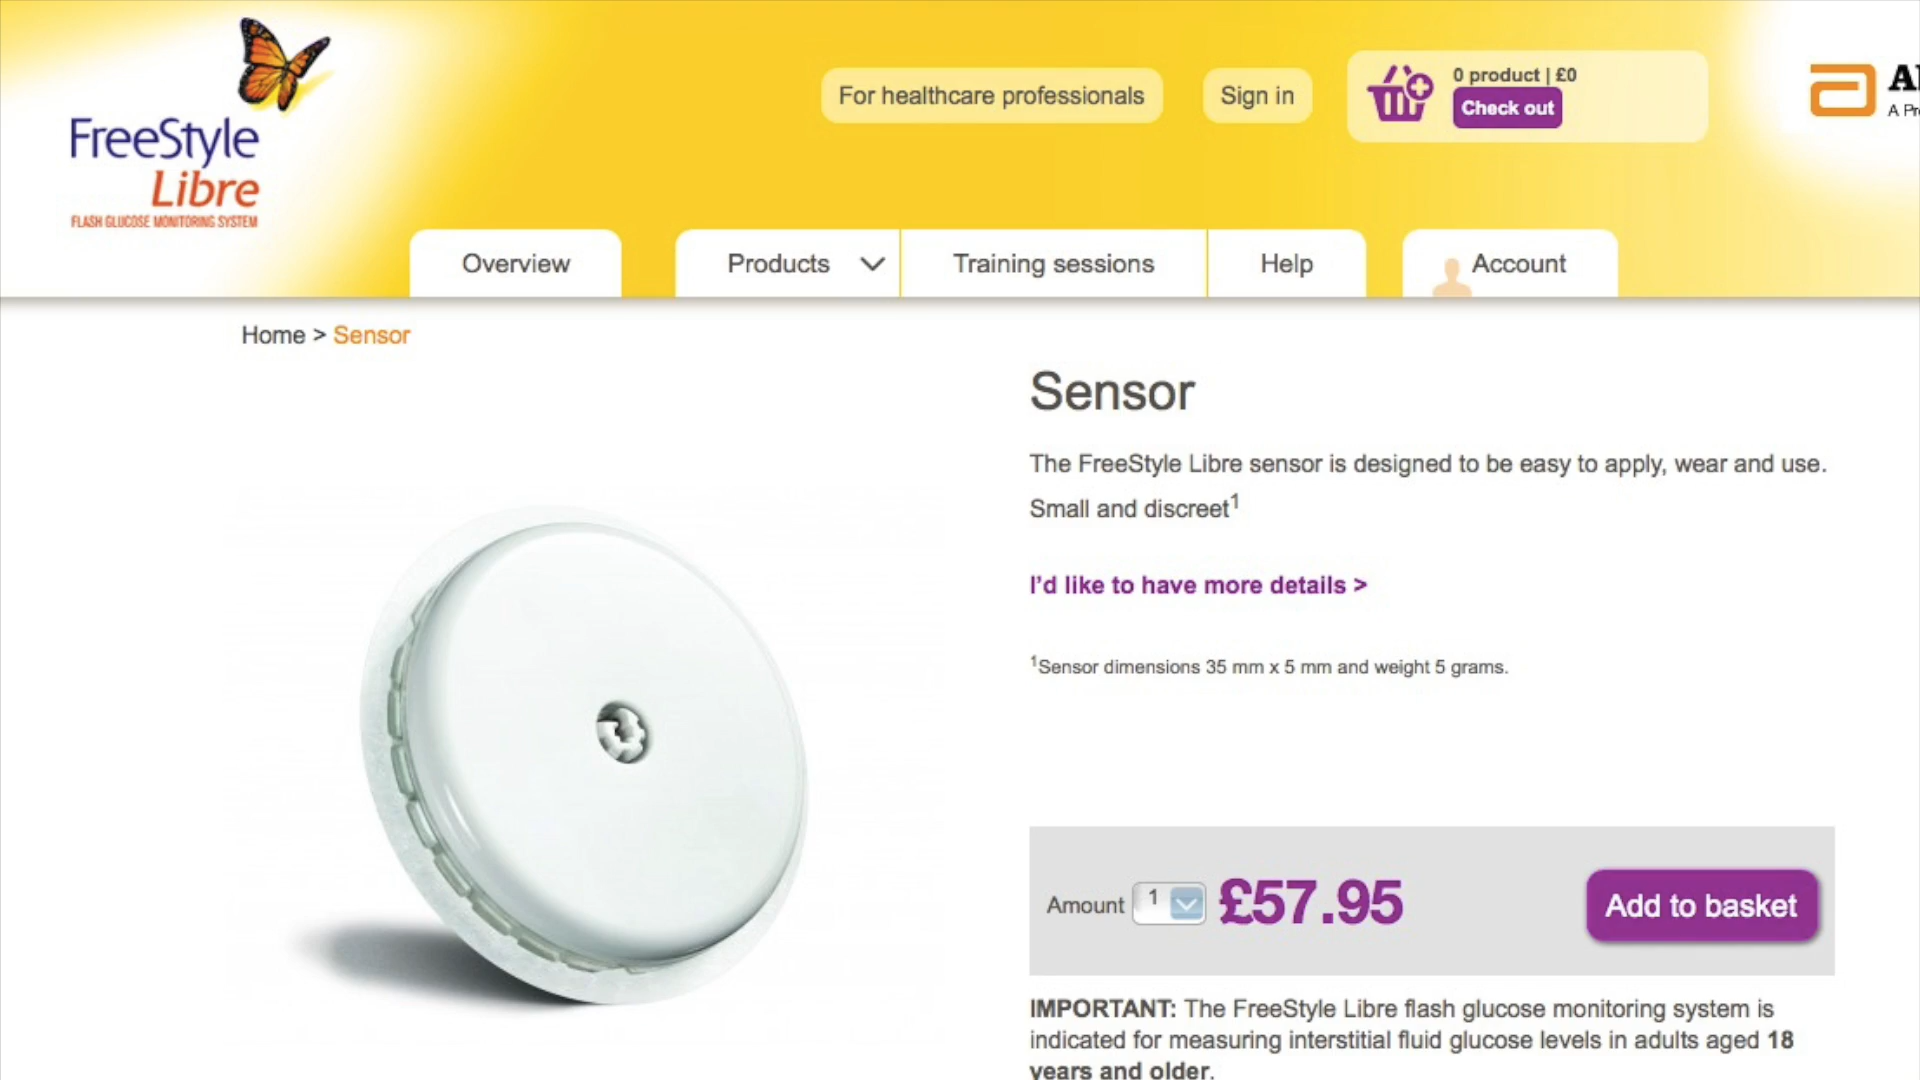 FreeStyle
Libre
FLASH GLUCOSE MONITORING SYSTEM
For healthcare professionals
Sign in
0 product | £0
Check out
A Pr
Overview
Products
Training sessions
Help
Account
Home > Sensor
Sensor
The FreeStyle Libre sensor is designed to be easy to apply, wear and use.
Small and discreet¹
I'd like to have more details >
¹Sensor dimensions 35 mm x 5 mm and weight 5 grams.
Amount 1 £57.95
Add to basket
IMPORTANT: The FreeStyle Libre flash glucose monitoring system is
indicated for measuring interstitial fluid glucose levels in adults aged 18
years and older.